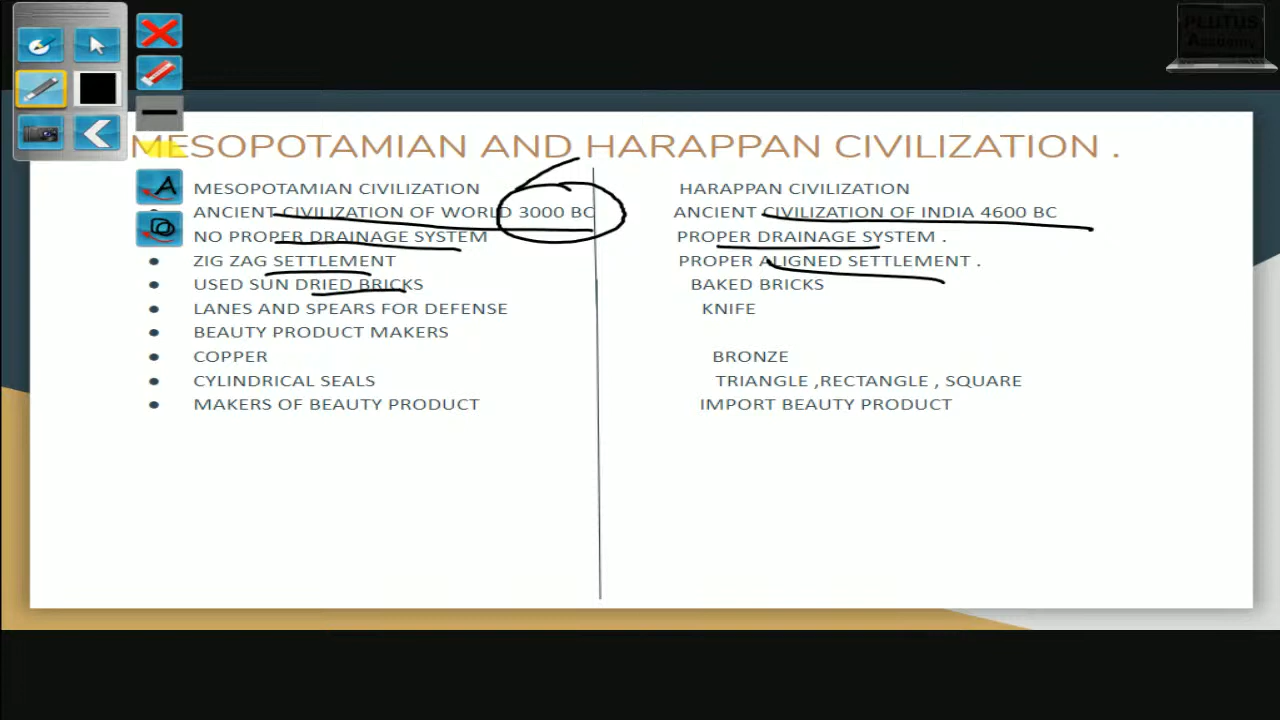 PLUTUS
Academy
MESOPOTAMIAN AND HARAPPAN CIVILIZATION .
MESOPOTAMIAN CIVILIZATION HARAPPAN CIVILIZATION
ANCIENT CIVILIZATION OF WORLD 3000 BC ANCIENT CIVILIZATION OF INDIA 4600 BC
NO PROPER DRAINAGE SYSTEM PROPER DRAINAGE SYSTEM .
ZIG ZAG SETTLEMENT PROPER ALIGNED SETTLEMENT .
USED SUN DRIED BRICKS BAKED BRICKS
LANES AND SPEARS FOR DEFENSE KNIFE
BEAUTY PRODUCT MAKERS
COPPER BRONZE
CYLINDRICAL SEALS TRIANGLE ,RECTANGLE , SQUARE
MAKERS OF BEAUTY PRODUCT IMPORT BEAUTY PRODUCT